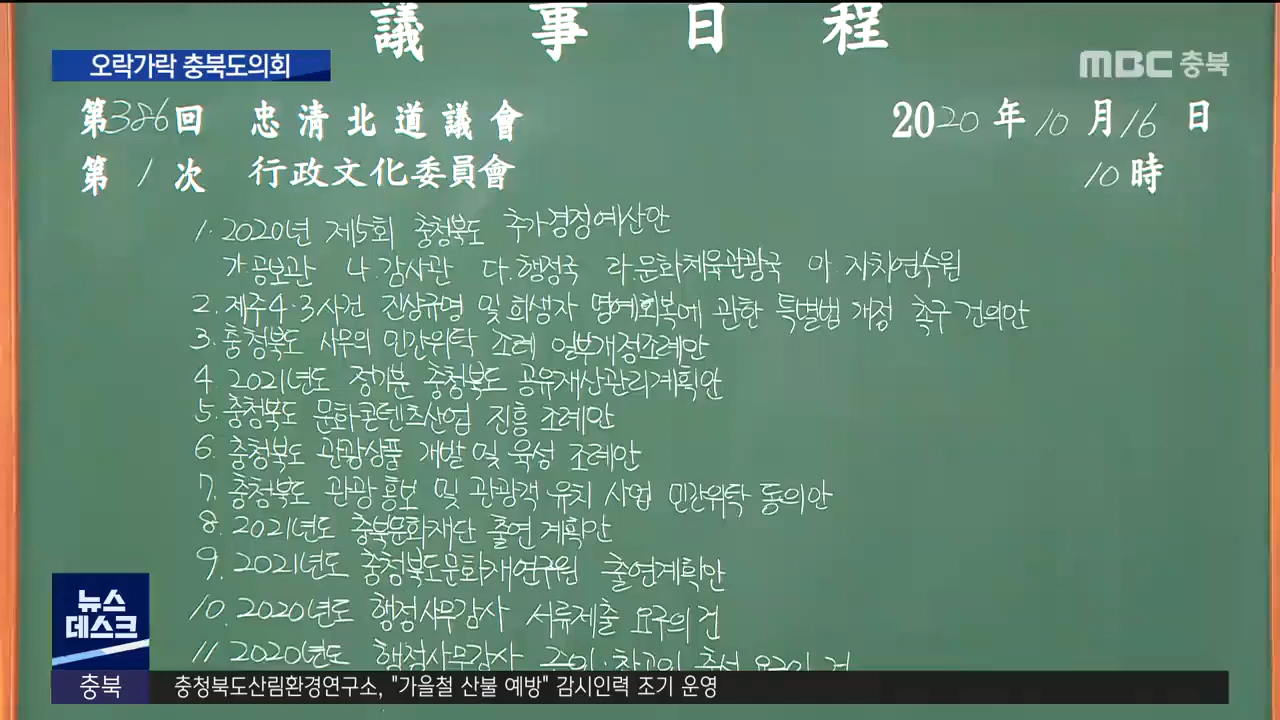 議 事 日 程
오락가락 충북도의회
MBC 충북
第386回 忠淸北道議會 2020年10月16日
第1次 行政文化委員會 10時
1. 2020년 제5회 충청북도 추가경정예산안
가.공보관 나.감사관 다.행정국 라.문화체육관광국 마.자치연수원
2. 제주4·3사건 진상규명 및 희생자 명예회복에 관한 특별법 개정 촉구 건의안
3. 충청북도 사무의 민간위탁 조례 일부개정조례안
4. 2021년도 정기분 충청북도 공유재산관리계획안
5. 충청북도 문화콘텐츠산업 진흥 조례안
6. 충청북도 관광상품 개발 및 육성 조례안
7. 충청북도 관광홍보 및 관광객 유치 사업 민간위탁 동의안
8. 2021년도 충북문화재단 출연 계획안
9. 2021년도 충청북도문화재연구원 출연계획안
10. 2020년도 행정사무감사 서류제출 요구의 건
11 2020년도 행정사무감사 증인·참고인 출석 요구의 건
뉴스
데스크
충북 충청북도산림환경연구소, "가을철 산불 예방" 감시인력 조기 운영